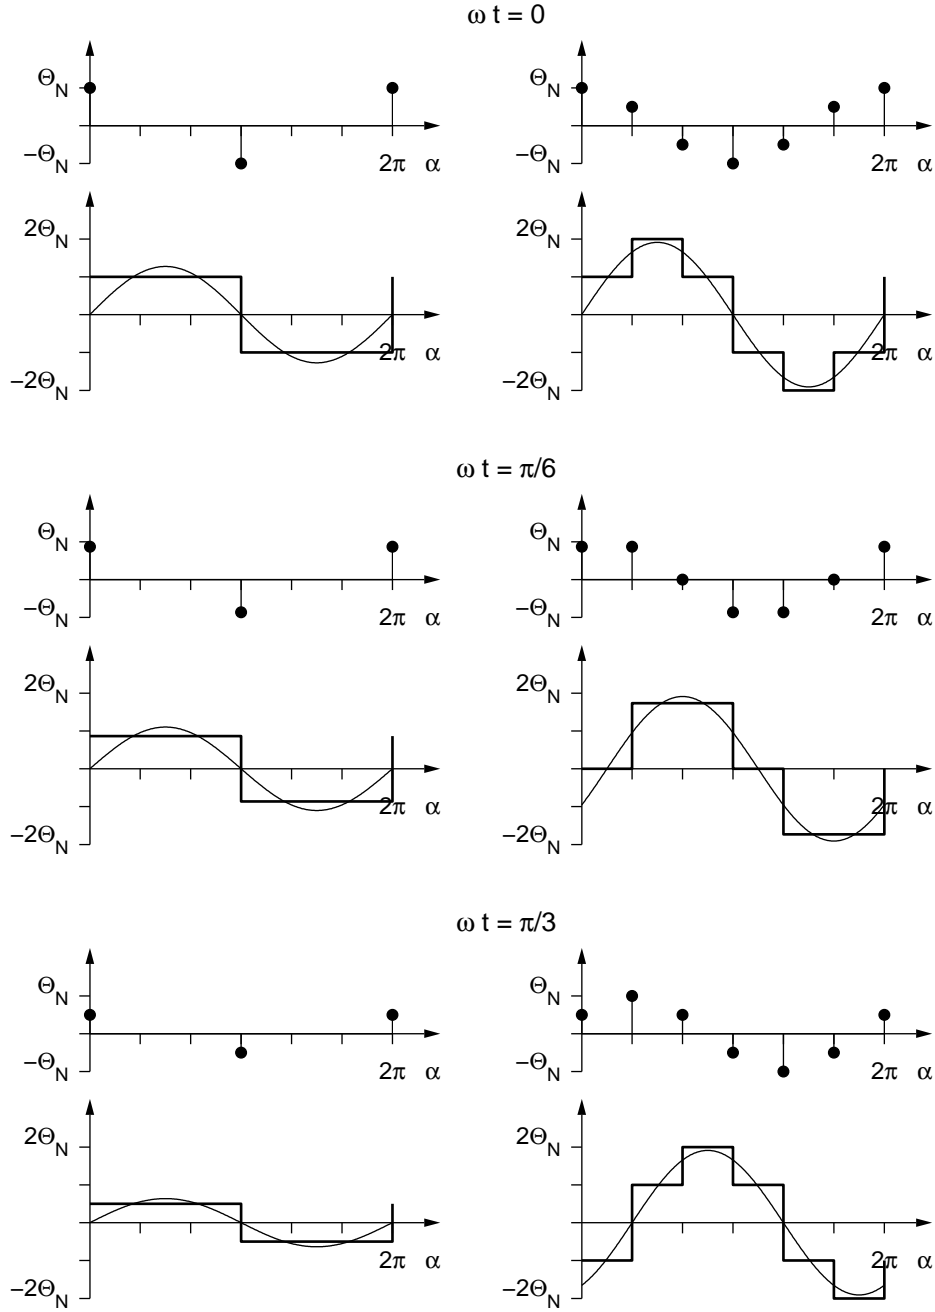 ω t = 0
Θ_N
Θ_N
−Θ_N
2π α
−Θ_N
2π α
2Θ_N
2Θ_N
2π α
2π α
−2Θ_N
−2Θ_N
ω t = π/6
Θ_N
Θ_N
−Θ_N
2π α
−Θ_N
2π α
2Θ_N
2Θ_N
2π α
2π α
−2Θ_N
−2Θ_N
ω t = π/3
Θ_N
Θ_N
−Θ_N
2π α
−Θ_N
2π α
2Θ_N
2Θ_N
2π α
2π α
−2Θ_N
−2Θ_N